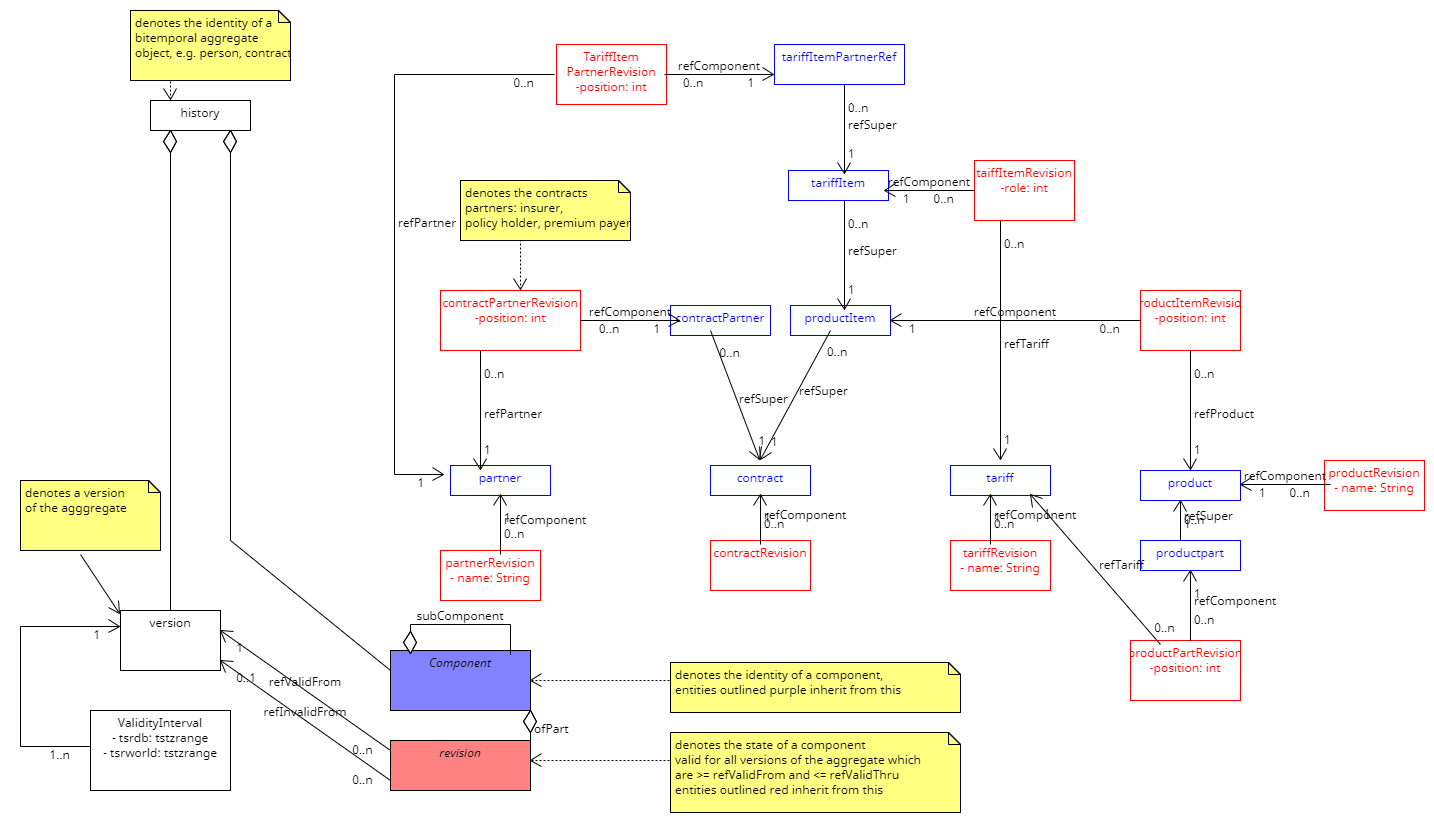 denotes the identity of a
bitemporal aggregate
object, e.g. person, contract
history
TariffItem
PartnerRevision
-position: int
refComponent
0..n
1
0..n
tariffItemPartnerRef
0..n
refSuper
1
tariffItem
refComponent
1
0..n
taiffItemRevision
-role: int
denotes the contracts
partners: insurer,
policy holder, premium payer
refPartner
0..n
refSuper
1
0..n
contractPartnerRevision
-position: int
refComponent
0..n
1
contractPartner
productItem
refComponent
1
0..n
roductItemRevisio
-position: int
0..n
refPartner
1
0..n
refSuper
1
0..n
refSuper
1
refTariff
1
0..n
refProduct
1
1
partner
contract
tariff
product
refComponent
1
0..n
productRevision
- name: String
denotes a version
of the agggregate
1
refComponent
0..n
partnerRevision
- name: String
1
refComponent
0..n
contractRevision
1
refComponent
0..n
tariffRevision
- name: String
1
refSuper
0..n
productpart
1
refTariff
0..n
1
refComponent
0..n
productPartRevision
-position: int
version
1
1
0..1
refValidFrom
refInvalidFrom
0..n
0..n
ValidityInterval
- tsrdb: tstzrange
- tsrworld: tstzrange
1..n
subComponent
Component
ofPart
revision
denotes the identity of a component,
entities outlined purple inherit from this
denotes the state of a component
valid for all versions of the aggregate which
are >= refValidFrom and <= refValidThru
entities outlined red inherit from this